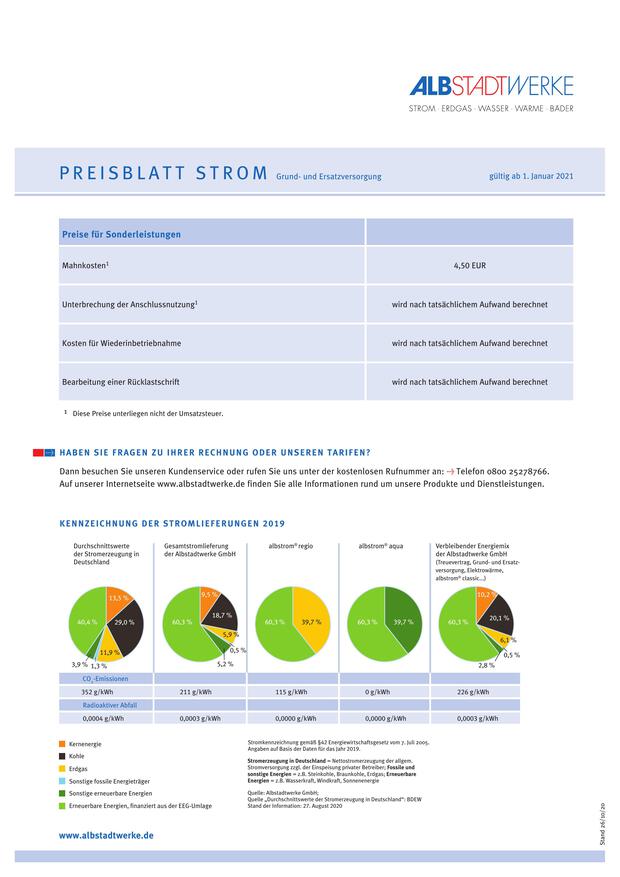 ALBSTADTWERKE
STROM · ERDGAS · WASSER · WÄRME · BÄDER
PREISBLATT STROM Grund- und Ersatzversorgung gültig ab 1. Januar 2021
Preise für Sonderleistungen
Mahnkosten¹ 4,50 EUR
Unterbrechung der Anschlussnutzung¹ wird nach tatsächlichem Aufwand berechnet
Kosten für Wiederinbetriebnahme wird nach tatsächlichem Aufwand berechnet
Bearbeitung einer Rücklastschrift wird nach tatsächlichem Aufwand berechnet
¹ Diese Preise unterliegen nicht der Umsatzsteuer.
HABEN SIE FRAGEN ZU IHRER RECHNUNG ODER UNSEREN TARIFEN?
Dann besuchen Sie unseren Kundenservice oder rufen Sie uns unter der kostenlosen Rufnummer an: → Telefon 0800 25278766.
Auf unserer Internetseite www.albstadtwerke.de finden Sie alle Informationen rund um unsere Produkte und Dienstleistungen.
KENNZEICHNUNG DER STROMLIEFERUNGEN 2019
Durchschnittswerte
der Stromerzeugung in
Deutschland
13,5 %
29,0 %
11,9 %
1,3 %
3,9 %
40,4 %
Gesamtstromlieferung
der Albstadtwerke GmbH
9,5 %
18,7 %
5,9 %
0,5 %
5,2 %
60,3 %
albstrom® regio
60,3 %
39,7 %
albstrom® aqua
60,3 %
39,7 %
Verbleibender Energiemix
der Albstadtwerke GmbH
(Treuevertrag, Grund- und Ersatz-
versorgung, Elektrowärme,
albstrom® classic...)
10,2 %
20,1 %
6,1 %
0,5 %
2,8 %
60,3 %
CO₂-Emissionen
352 g/kWh 211 g/kWh 115 g/kWh 0 g/kWh 226 g/kWh
Radioaktiver Abfall
0,0004 g/kWh 0,0003 g/kWh 0,0000 g/kWh 0,0000 g/kWh 0,0003 g/kWh
Kernenergie
Kohle
Erdgas
Sonstige fossile Energieträger
Sonstige erneuerbare Energien
Erneuerbare Energien, finanziert aus der EEG-Umlage
Stromkennzeichnung gemäß §42 Energiewirtschaftsgesetz vom 7. Juli 2005.
Angaben auf Basis der Daten für das Jahr 2019.
Stromerzeugung in Deutschland = Nettostromerzeugung der allgem.
Stromversorgung zzgl. der Einspeisung privater Betreiber; Fossile und
sonstige Energien = z.B. Steinkohle, Braunkohle, Erdgas; Erneuerbare
Energien = z.B. Wasserkraft, Windkraft, Sonnenenergie
Quelle: Albstadtwerke GmbH;
Quelle „Durchschnittswerte der Stromerzeugung in Deutschland“: BDEW
Stand der Information: 27. August 2020
www.albstadtwerke.de
Stand 26/10/20